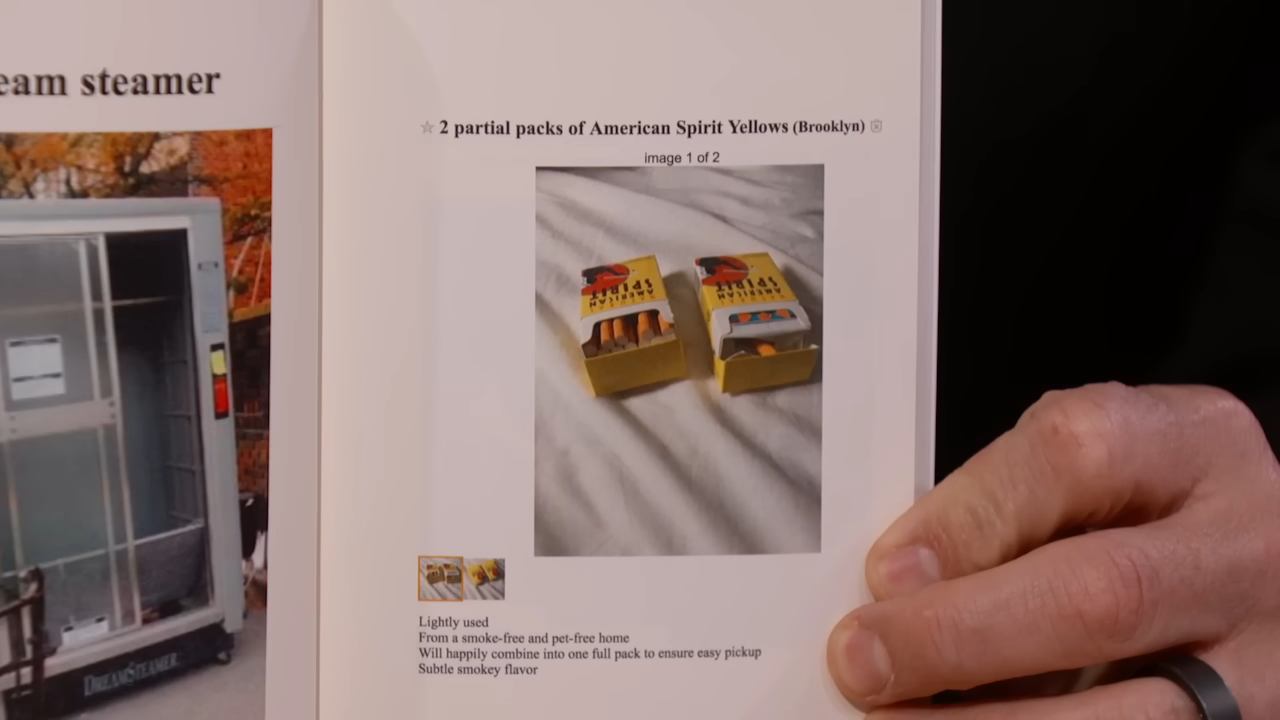 eam steamer
DREAMSTEAMER
☆ 2 partial packs of American Spirit Yellows (Brooklyn)
image 1 of 2
AMERICAN
SPIRIT
AMERICAN
SPIRIT
Lightly used
From a smoke-free and pet-free home
Will happily combine into one full pack to ensure easy pickup
Subtle smokey flavor